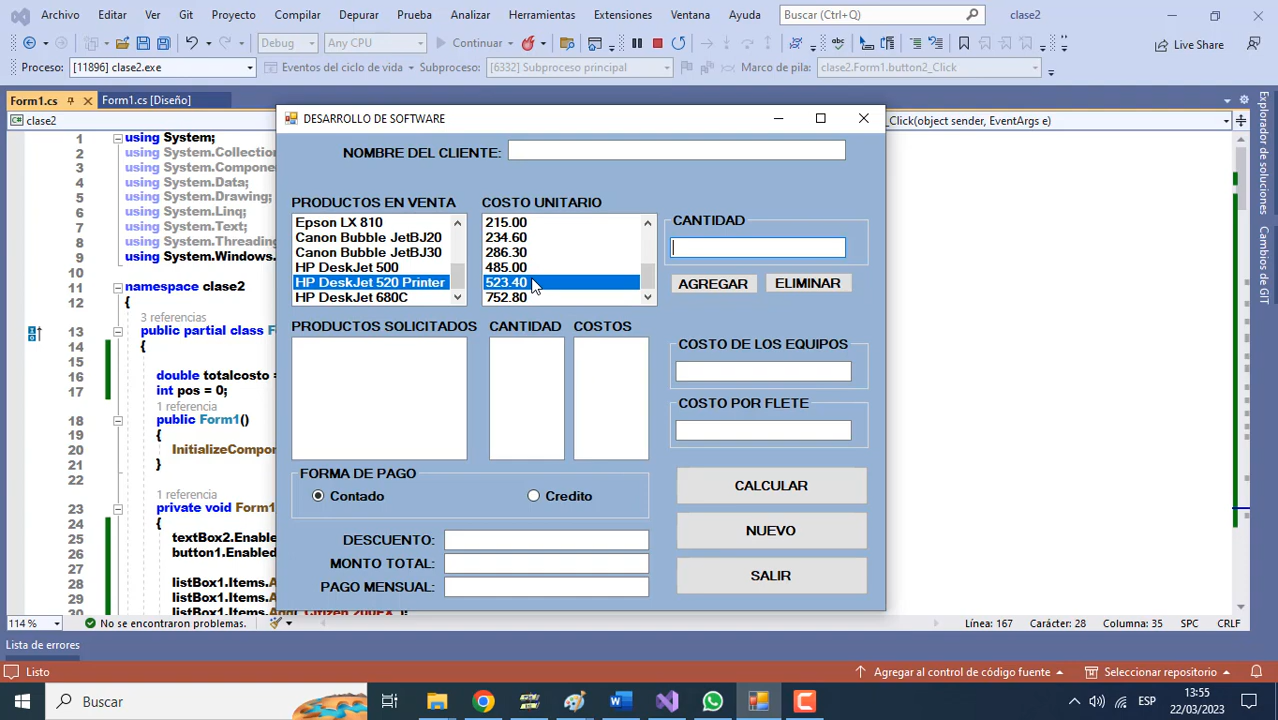 Archivo Editar Ver Git Proyecto Compilar Depurar Prueba Analizar Herramientas Extensiones Ventana Ayuda Buscar (Ctrl+Q) clase2
Debug Any CPU Continuar Live Share
Proceso: [11896] clase2.exe Eventos del ciclo de vida Subproceso: [6332] Subproceso principal Marco de pila: clase2.Form1.button2_Click
Form1.cs Form1.cs [Diseño]
clase2 _Click(object sender, EventArgs e)
DESARROLLO DE SOFTWARE
NOMBRE DEL CLIENTE:
PRODUCTOS EN VENTA COSTO UNITARIO CANTIDAD
Epson LX 810 215.00
Canon Bubble JetBJ20 234.60
Canon Bubble JetBJ30 286.30
HP DeskJet 500 485.00
HP DeskJet 520 Printer 523.40
HP DeskJet 680C 752.80
AGREGAR ELIMINAR
PRODUCTOS SOLICITADOS CANTIDAD COSTOS
COSTO DE LOS EQUIPOS
COSTO POR FLETE
FORMA DE PAGO
Contado Credito
DESCUENTO:
MONTO TOTAL:
PAGO MENSUAL:
CALCULAR
NUEVO
SALIR
1 using System;
2 using System.Collection
3 using System.Compone
4 using System.Data;
5 using System.Drawing;
6 using System.Linq;
7 using System.Text;
8 using System.Threading
9 using System.Windows.
10
11 namespace clase2
12 {
3 referencias
13 public partial class F
14 {
15
16 double totalcosto =
17 int pos = 0;
1 referencia
18 public Form1()
19 {
20 InitializeCompon
21 }
22
1 referencia
23 private void Form1
24 {
25 textBox2.Enable
26 button1.Enabled
27
28 listBox1.Items.A
29 listBox1.Items.Ad
30 listBox1.Items.Add( Citizen 200EX );
Explorador de soluciones
Cambios de GIT
114 % No se encontraron problemas. Línea: 167 Carácter: 28 Columna: 35 SPC CRLF
Lista de errores
Listo Agregar al control de código fuente Seleccionar repositorio
Buscar ESP 13:55
22/03/2023